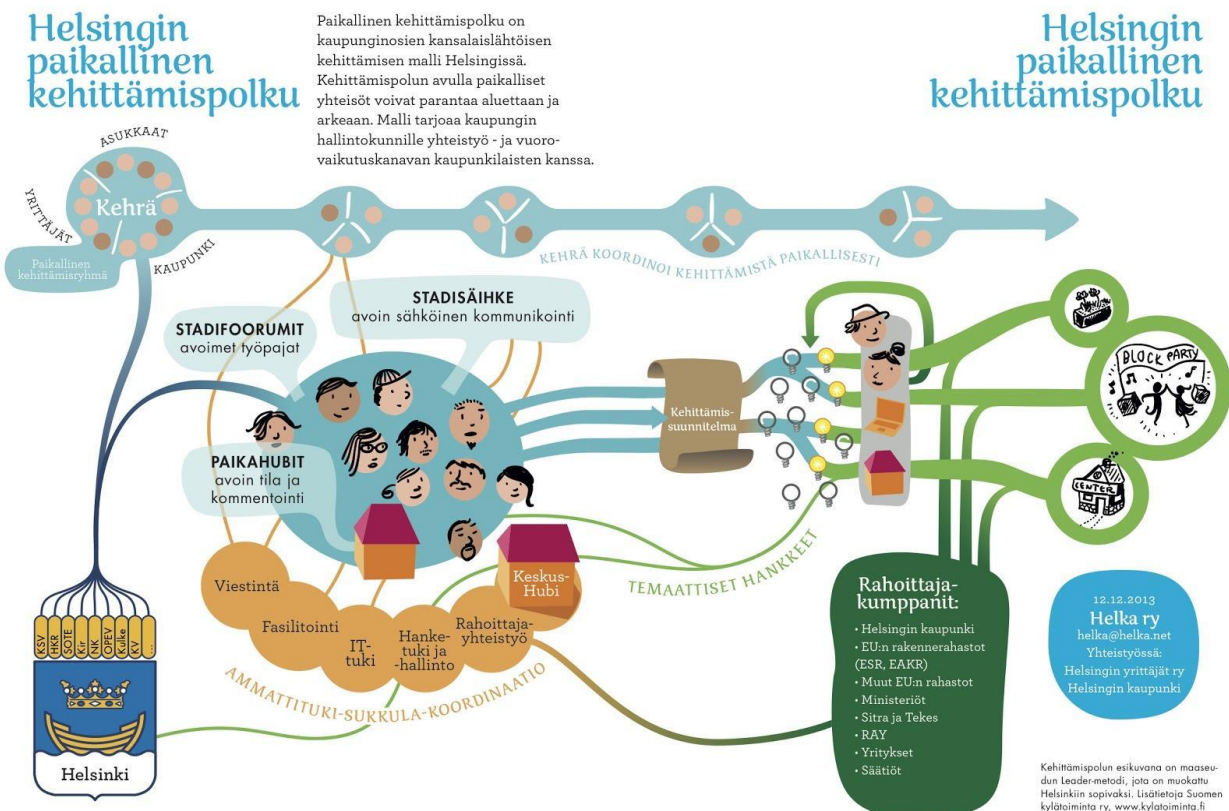 Helsingin
paikallinen
kehittämispolku
Paikallinen kehittämispolku on
kaupunginosien kansalaislähtöisen
kehittämisen malli Helsingissä.
Kehittämispolun avulla paikalliset
yhteisöt voivat parantaa aluettaan ja
arkeaan. Malli tarjoaa kaupungin
hallintokunnille yhteistyö - ja vuoro-
vaikutuskanavan kaupunkilaisten kanssa.
Helsingin
paikallinen
kehittämispolku
ASUKKAAT
YRITTÄJÄT
Kehrä
KAUPUNKI
Paikallinen
kehittämisryhmä
KEHRÄ KOORDINOI KEHITTÄMISTÄ PAIKALLISESTI
STADIFOORUMIT
avoimet työpajat
STADISÄIHKE
avoin sähköinen kommunikointi
PAIKAHUBIT
avoin tila ja
kommentointi
Kehittämis-
suunnitelma
BLOCK PARTY
CENTER
TEMAATTISET HANKKEET
Viestintä
Fasilitointi
IT-
tuki
Hanke-
tuki ja
-hallinto
Rahoittaja-
yhteistyö
Keskus-
Hubi
AMMATTITUKI-SUKKULA-KOORDINAATIO
KSV
HKR
SOTE
Kir
NK
OPEV
Kulke
KV
...
Helsinki
Rahoittaja-
kumppanit:
• Helsingin kaupunki
• EU:n rakennerahastot
(ESR, EAKR)
• Muut EU:n rahastot
• Ministeriöt
• Sitra ja Tekes
• RAY
• Yritykset
• Säätiöt
12.12.2013
Helka ry
helka@helka.net
Yhteistyössä:
Helsingin yrittäjät ry
Helsingin kaupunki
Kehittämispolun esikuvana on maaseu-
dun Leader-metodi, jota on muokattu
Helsinkiin sopivaksi. Lisätietoja Suomen
kylätoiminta ry, www.kylatoiminta.fi